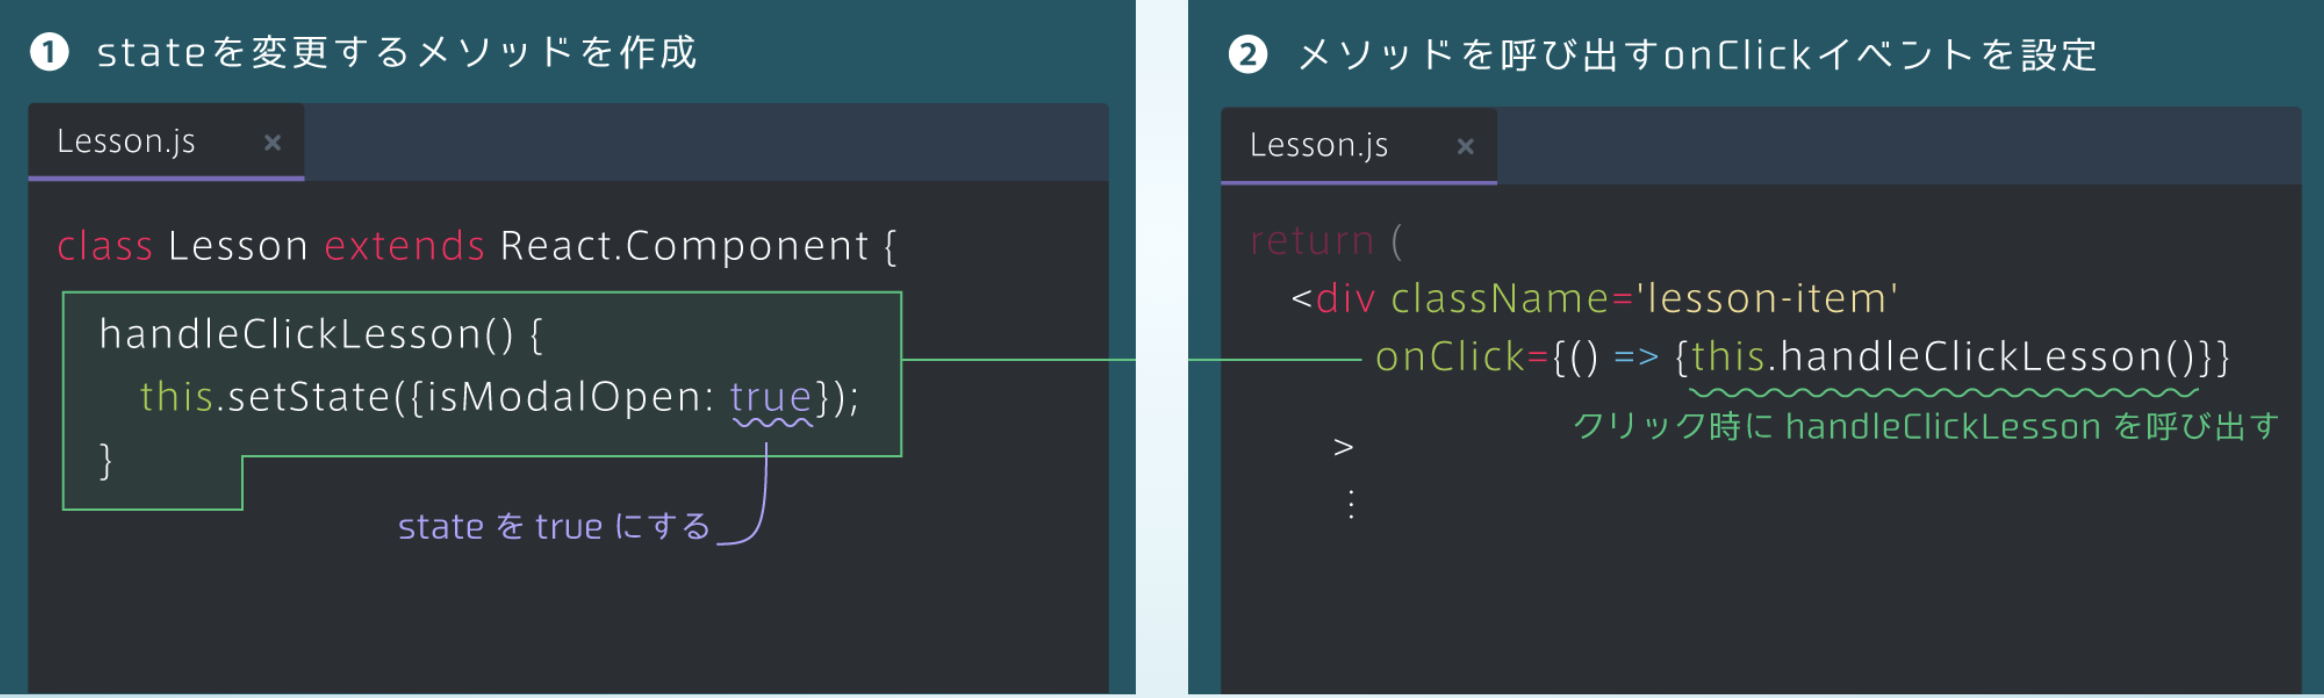 ❶ stateを変更するメソッドを作成
Lesson.js ×
class Lesson extends React.Component {
handleClickLesson() {
this.setState({isModalOpen: true});
}
state を true にする
❷ メソッドを呼び出すonClickイベントを設定
Lesson.js ×
return (
<div className='lesson-item'
onClick={() => {this.handleClickLesson()}}
クリック時に handleClickLesson を呼び出す
>
⋮